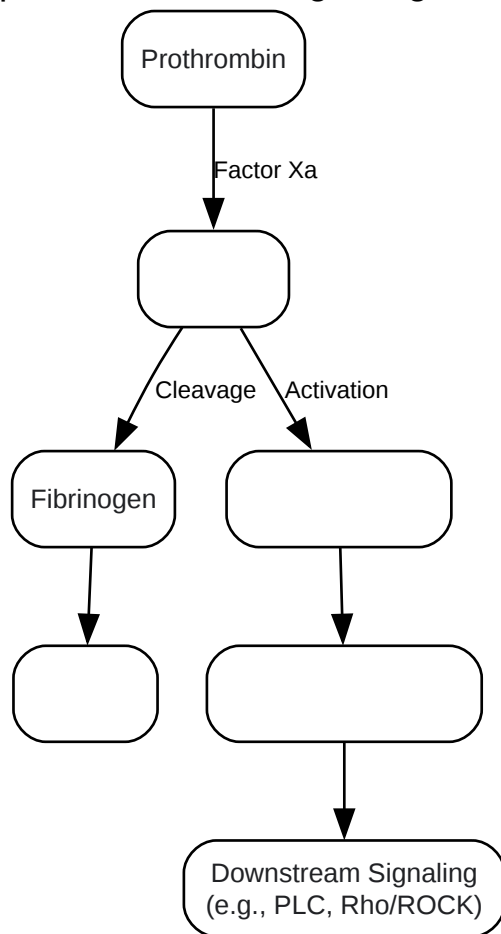 Prothrombin
Factor Xa
Cleavage
Activation
Fibrinogen
Downstream Signaling
(e.g., PLC, Rho/ROCK)